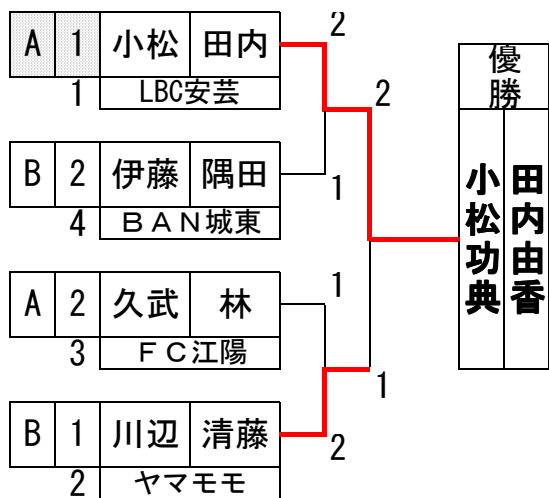 A 1 小松 田内 2
1 LBC安芸
2
B 2 伊藤 隅田 1
4 BAN城東
A 2 久武 林 1
3 FC江陽
1
B 1 川辺 清藤 2
2 ヤマモモ
優勝
小松功典
田内由香